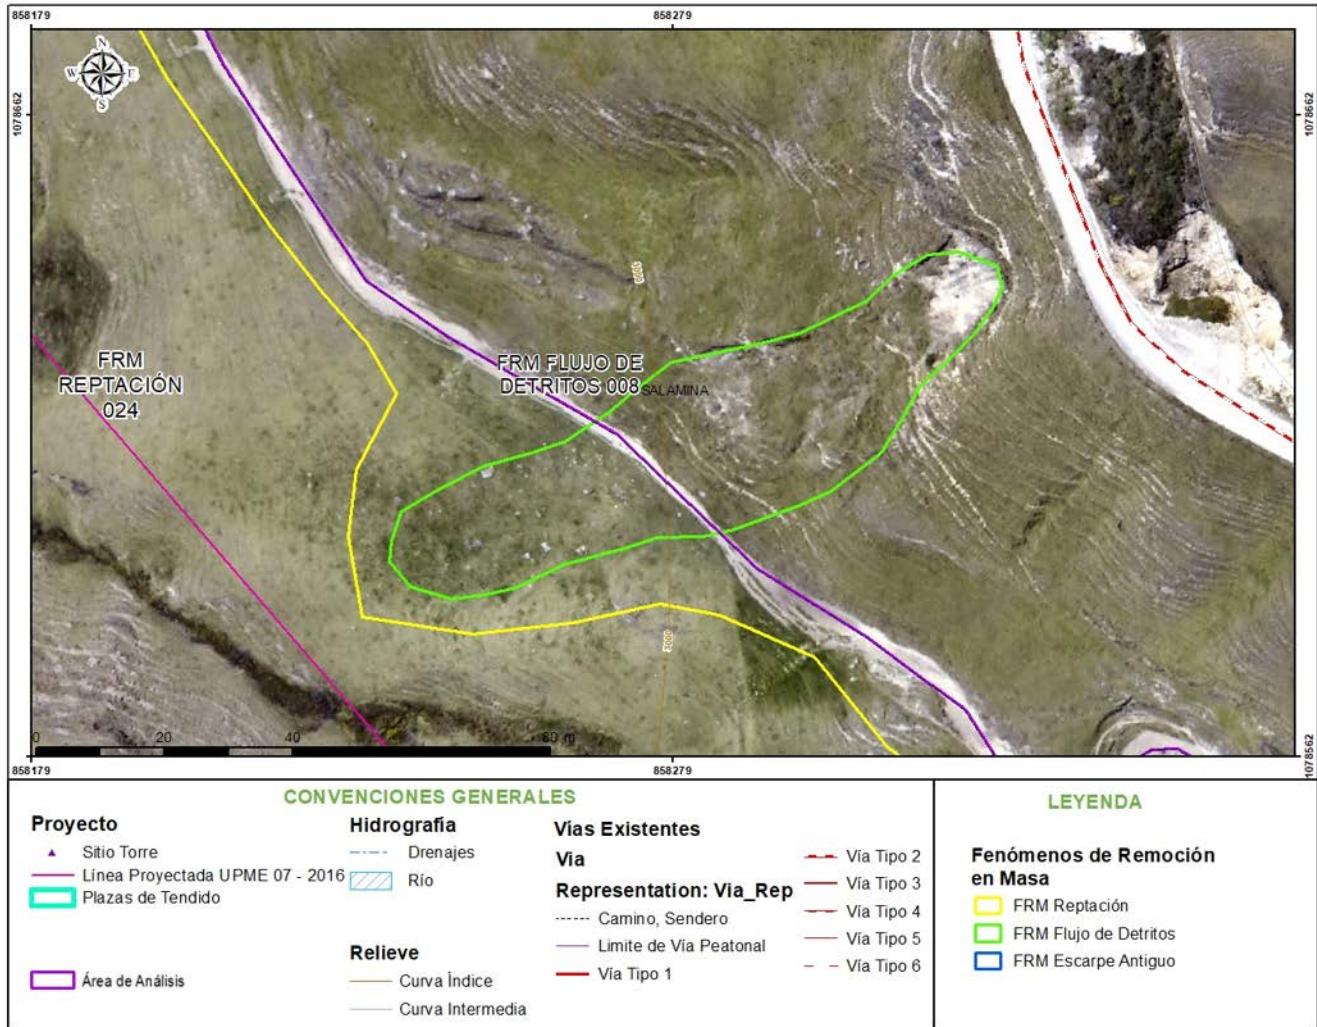 858179
858279
N
W
E
S
1078662
1078662
FRM
REPTACIÓN
024
FRM FLUJO DE
DETRITOS 008
SALAMINA
3000
0
20
40
80
m
1078562
858179
858279
CONVENCIONES GENERALES
Proyecto
Sitio Torre
Línea Proyectada UPME 07 - 2016
Plazas de Tendido
Área de Análisis
Hidrografía
Drenajes
Río
Relieve
Curva Índice
Curva Intermedia
Vías Existentes
Via
Representation: Via_Rep
Camino, Sendero
Limite de Vía Peatonal
Vía Tipo 1
Vía Tipo 2
Vía Tipo 3
Vía Tipo 4
Vía Tipo 5
Vía Tipo 6
LEYENDA
Fenómenos de Remoción
en Masa
FRM Reptación
FRM Flujo de Detritos
FRM Escarpe Antiguo